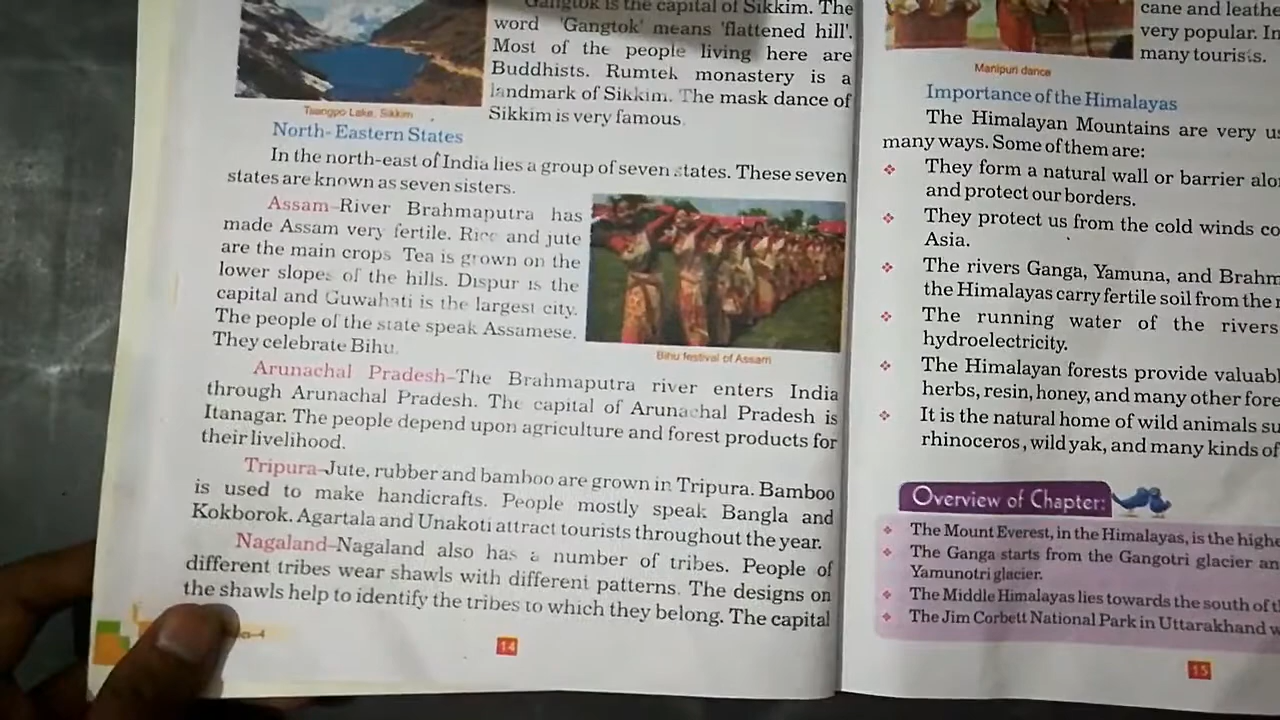 Gangtok is the capital of Sikkim. The
word 'Gangtok' means 'flattened hill'.
Most of the people living here are
Buddhists. Rumtek monastery is a
landmark of Sikkim. The mask dance of
Sikkim is very famous.
Tsangpo Lake, Sikkim
North-Eastern States
In the north-east of India lies a group of seven states. These seven
states are known as seven sisters.
Assam–River Brahmaputra has
made Assam very fertile. Rice and jute
are the main crops Tea is grown on the
lower slopes of the hills. Dispur is the
capital and Guwahati is the largest city.
The people of the state speak Assamese.
They celebrate Bihu.
Bihu festival of Assam
Arunachal Pradesh–The Brahmaputra river enters India
through Arunachal Pradesh. The capital of Arunachal Pradesh is
Itanagar. The people depend upon agriculture and forest products for
their livelihood.
Tripura–Jute, rubber and bamboo are grown in Tripura. Bamboo
is used to make handicrafts. People mostly speak Bangla and
Kokborok. Agartala and Unakoti attract tourists throughout the year.
Nagaland–Nagaland also has a number of tribes. People of
different tribes wear shawls with different patterns. The designs on
the shawls help to identify the tribes to which they belong. The capital
14
cane and leathe
very popular. In
many tourists.
Manipuri dance
Importance of the Himalayas
The Himalayan Mountains are very us
many ways. Some of them are:
They form a natural wall or barrier alo
and protect our borders.
They protect us from the cold winds co
Asia.
The rivers Ganga, Yamuna, and Brahm
the Himalayas carry fertile soil from the
The running water of the rivers
hydroelectricity.
The Himalayan forests provide valuabl
herbs, resin, honey, and many other fore
It is the natural home of wild animals su
rhinoceros, wild yak, and many kinds of
Overview of Chapter:
The Mount Everest, in the Himalayas, is the highe
The Ganga starts from the Gangotri glacier an
Yamunotri glacier.
The Middle Himalayas lies towards the south of t
The Jim Corbett National Park in Uttarakhand w
15